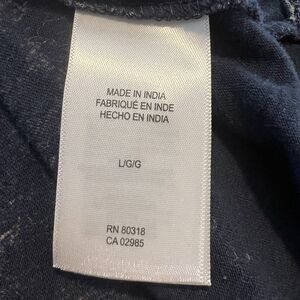 MADE IN INDIA
FABRIQUÉ EN INDE
HECHO EN INDIA
L/G/G
RN 80318
CA 02985